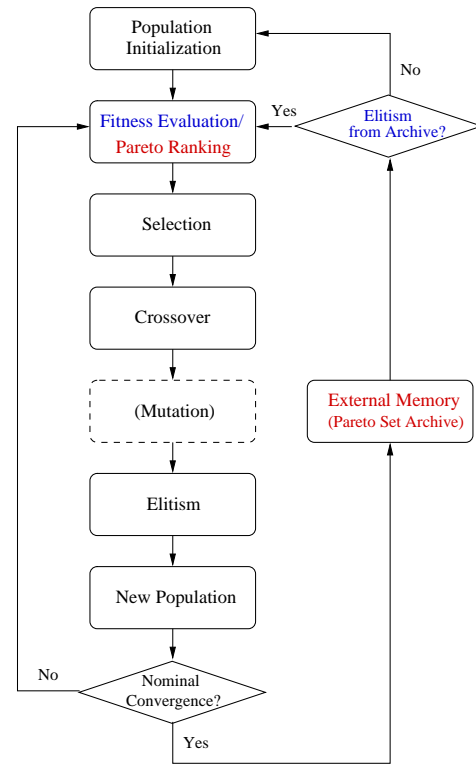 Population
Initialization
No
Fitness Evaluation/
Pareto Ranking
Yes
Elitism
from Archive?
Selection
Crossover
(Mutation)
External Memory
(Pareto Set Archive)
Elitism
New Population
No
Nominal
Convergence?
Yes